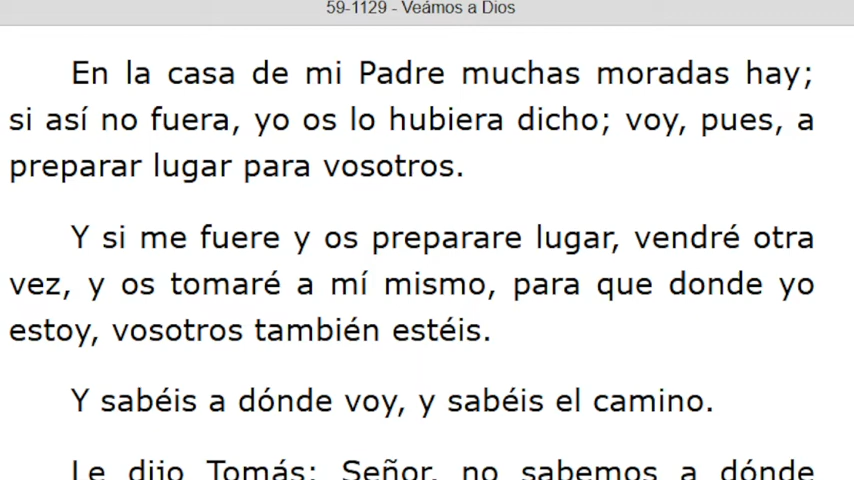 59-1129 - Veámos a Dios
En la casa de mi Padre muchas moradas hay;
si así no fuera, yo os lo hubiera dicho; voy, pues, a
preparar lugar para vosotros.
Y si me fuere y os preparare lugar, vendré otra
vez, y os tomaré a mí mismo, para que donde yo
estoy, vosotros también estéis.
Y sabéis a dónde voy, y sabéis el camino.
Le dijo Tomás: Señor, no sabemos a dónde